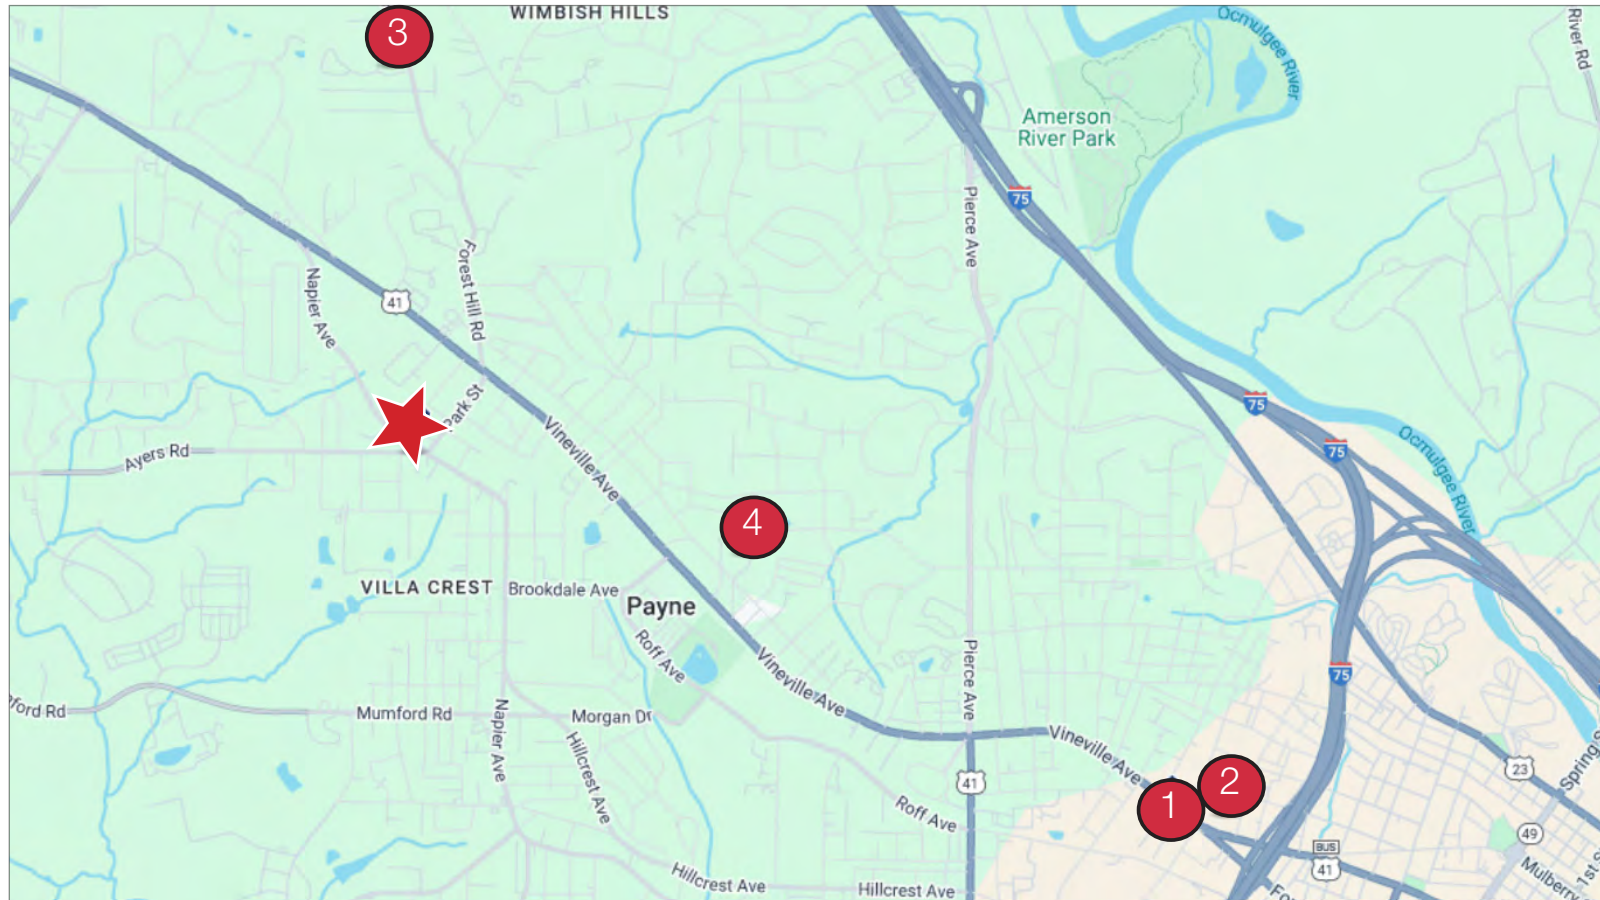 WIMBISH HILLS
3
Ocmulgee River
River Rd
Amerson
River Park
75
Pierce Ave
Forest Hill Rd
Napier Ave
41
Park St
75
Vineville Ave
75
Ocmulgee River
Ayers Rd
4
VILLA CREST
Brookdale Ave
Payne
Roff Ave
Vineville Ave
Pierce Ave
75
ford Rd
Mumford Rd
Napier Ave
Morgan Dr
Hillcrest Ave
Vineville Ave
41
2
1
23
Spring S
Roff Ave
49
BUS
41
Mulberry
1st S
Hillcrest Ave
Hillcrest Ave
For